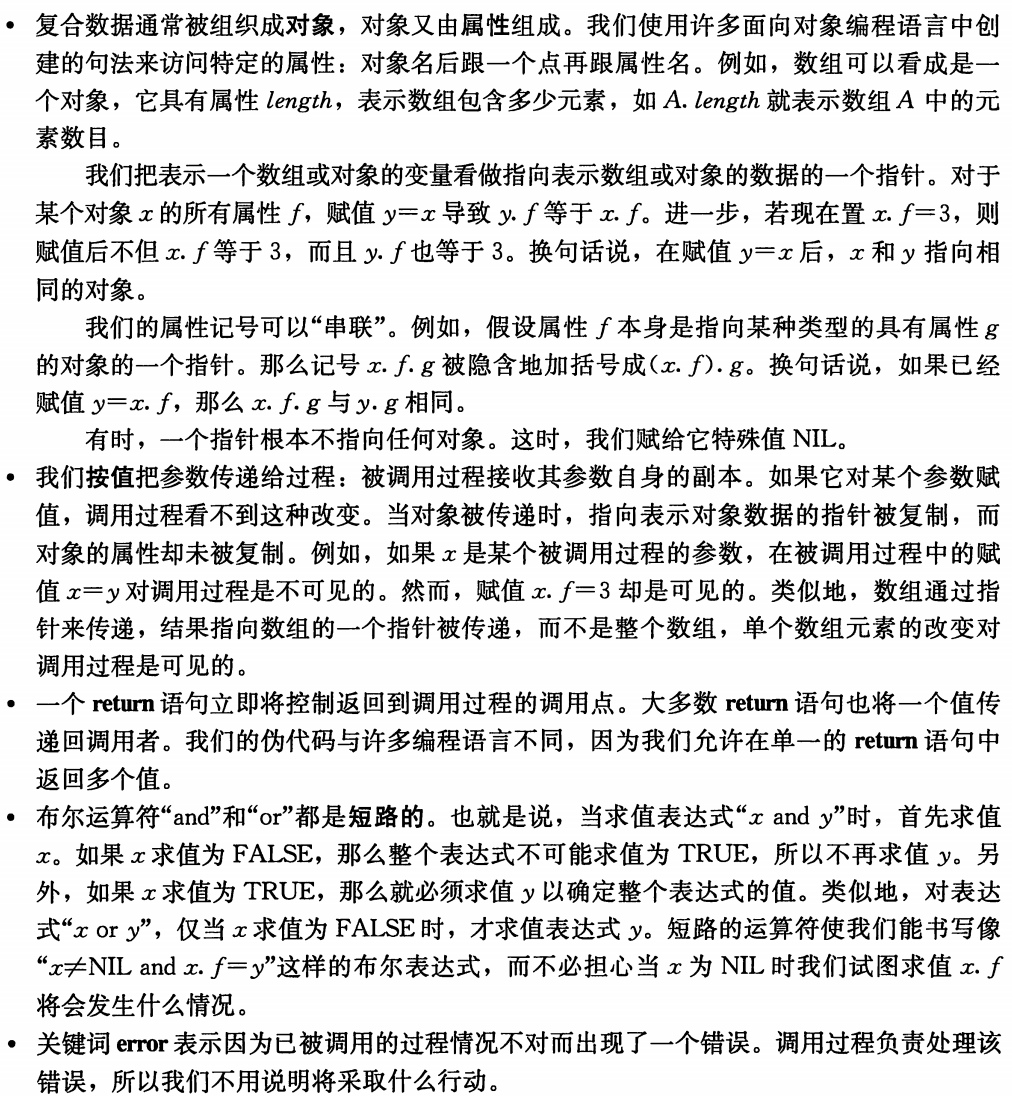 • 复合数据通常被组织成对象，对象又由属性组成。我们使用许多面向对象编程语言中创
建的句法来访问特定的属性：对象名后跟一个点再跟属性名。例如，数组可以看成是一
个对象，它具有属性 length，表示数组包含多少元素，如 A. length 就表示数组 A 中的元
素数目。
我们把表示一个数组或对象的变量看做指向表示数组或对象的数据的一个指针。对于
某个对象 x 的所有属性 f，赋值 y=x 导致 y. f 等于 x. f。进一步，若现在置 x. f=3，则
赋值后不但 x. f 等于 3，而且 y. f 也等于 3。换句话说，在赋值 y=x 后，x 和 y 指向相
同的对象。
我们的属性记号可以“串联”。例如，假设属性 f 本身是指向某种类型的具有属性 g
的对象的一个指针。那么记号 x. f. g 被隐含地加括号成(x. f). g。换句话说，如果已经
赋值 y=x. f，那么 x. f. g 与 y. g 相同。
有时，一个指针根本不指向任何对象。这时，我们赋给它特殊值 NIL。
• 我们按值把参数传递给过程：被调用过程接收其参数自身的副本。如果它对某个参数赋
值，调用过程看不到这种改变。当对象被传递时，指向表示对象数据的指针被复制，而
对象的属性却未被复制。例如，如果 x 是某个被调用过程的参数，在被调用过程中的赋
值 x=y 对调用过程是不可见的。然而，赋值 x. f=3 却是可见的。类似地，数组通过指
针来传递，结果指向数组的一个指针被传递，而不是整个数组，单个数组元素的改变对
调用过程是可见的。
• 一个 return 语句立即将控制返回到调用过程的调用点。大多数 return 语句也将一个值传
递回调用者。我们的伪代码与许多编程语言不同，因为我们允许在单一的 return 语句中
返回多个值。
• 布尔运算符“and”和“or”都是短路的。也就是说，当求值表达式“x and y”时，首先求值
x。如果 x 求值为 FALSE，那么整个表达式不可能求值为 TRUE，所以不再求值 y。另
外，如果 x 求值为 TRUE，那么就必须求值 y 以确定整个表达式的值。类似地，对表达
式“x or y”，仅当 x 求值为 FALSE 时，才求值表达式 y。短路的运算符使我们能书写像
“x≠NIL and x. f=y”这样的布尔表达式，而不必担心当 x 为 NIL 时我们试图求值 x. f
将会发生什么情况。
• 关键词 error 表示因为已被调用的过程情况不对而出现了一个错误。调用过程负责处理该
错误，所以我们不用说明将采取什么行动。